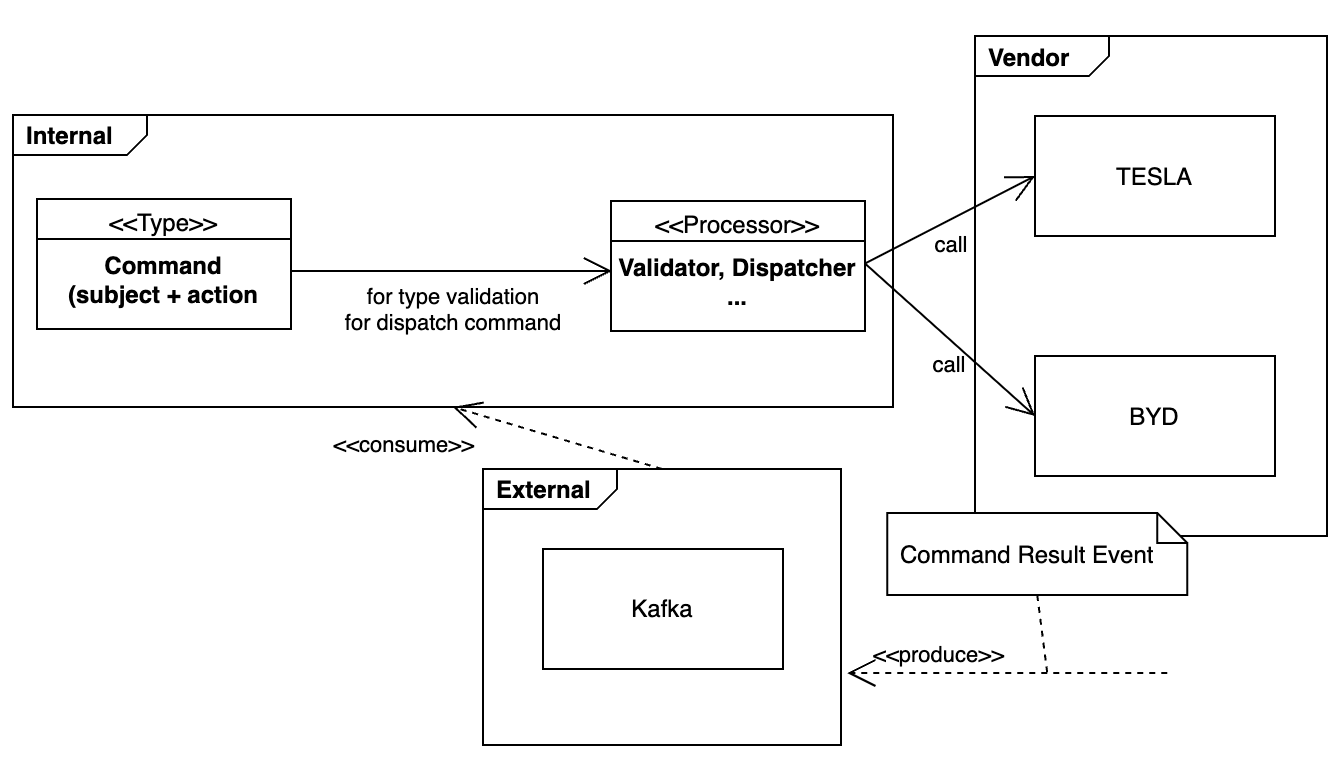 Vendor
Internal
TESLA
<<Type>>
<<Processor>>
Command
(subject + action
Validator, Dispatcher
...
call
for type validation
for dispatch command
call
BYD
<<consume>>
External
Command Result Event
Kafka
<<produce>>